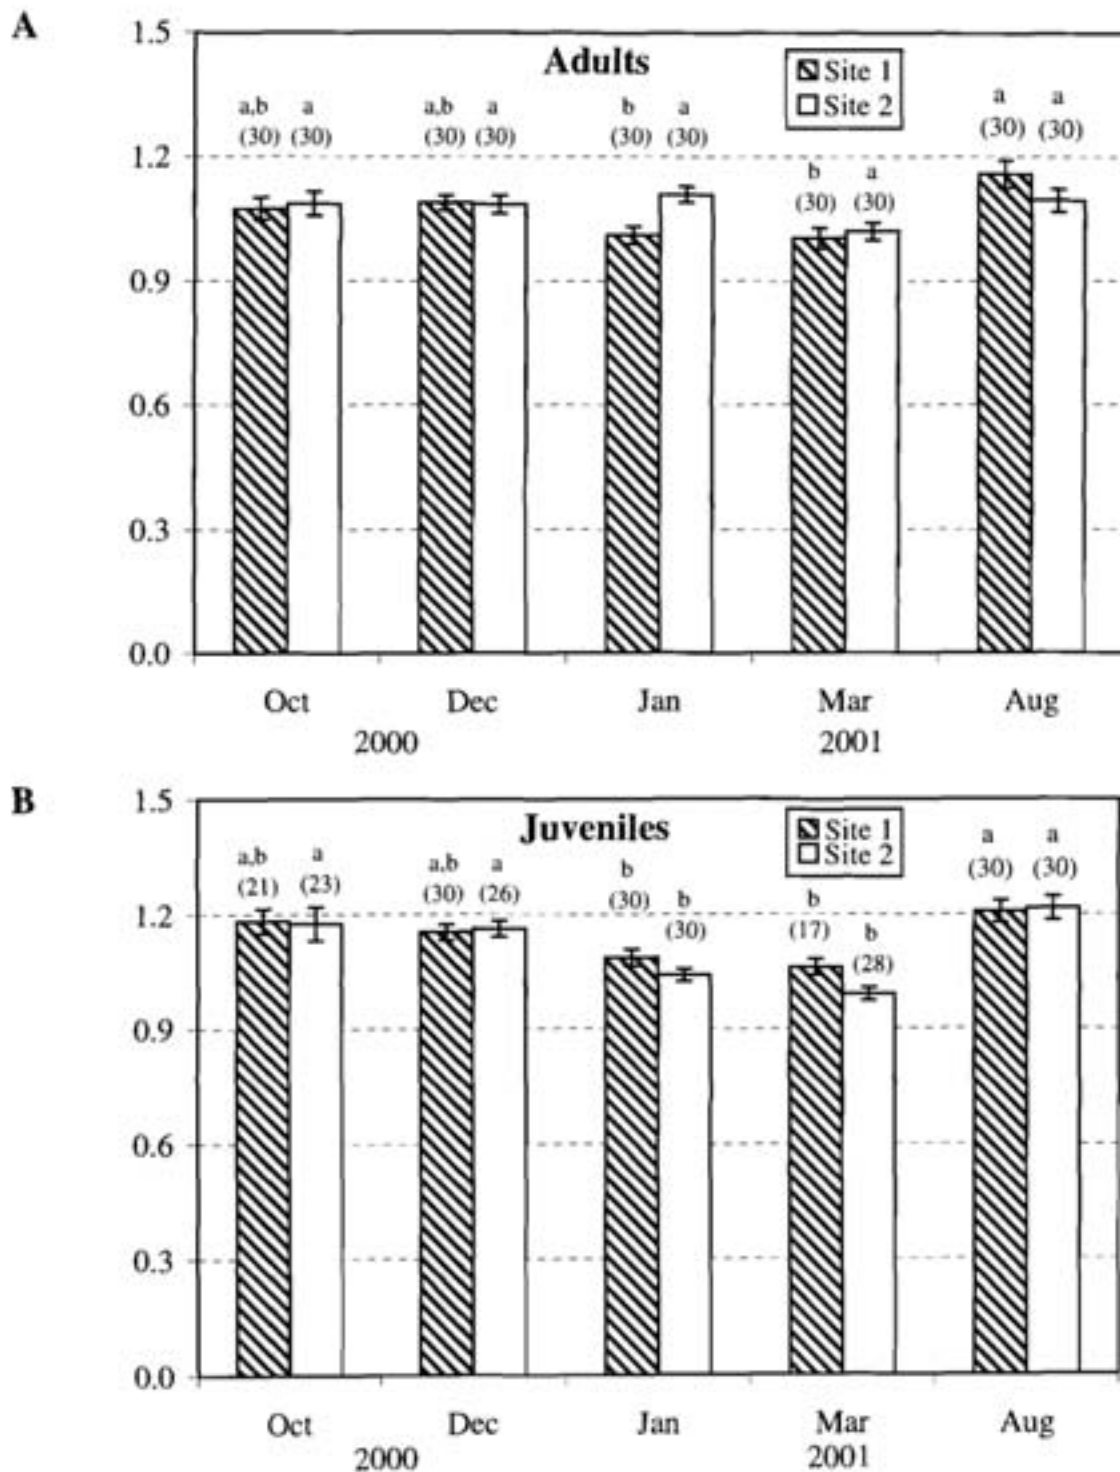 A
1.5
Adults
Site 1
Site 2
a,b a a,b a b a a a
(30) (30) (30) (30) (30) (30) (30) (30)
1.2
b a
(30) (30)
0.9
0.6
0.3
0.0
Oct Dec Jan Mar Aug
2000 2001
B
1.5
Juveniles
Site 1
Site 2
a,b a a,b a b a a
(21) (23) (30) (26) (30) (30) (30)
1.2
b b
(30) (17)
b
(28)
0.9
0.6
0.3
0.0
Oct Dec Jan Mar Aug
2000 2001